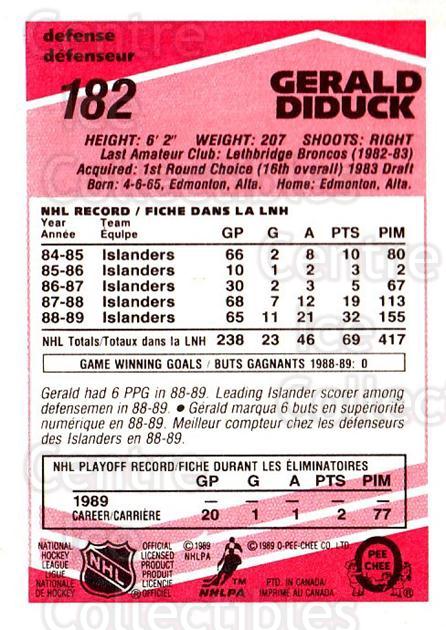 defense
défenseur
182
GERALD
DIDUCK
HEIGHT: 6' 2" WEIGHT: 207 SHOOTS: RIGHT
Last Amateur Club: Lethbridge Broncos (1982-83)
Acquired: 1st Round Choice (16th overall) 1983 Draft
Born: 4-6-65, Edmonton, Alta. Home: Edmonton, Alta.
NHL RECORD / FICHE DANS LA LNH
Year Team
Année Équipe GP G A PTS PIM
84-85 Islanders 66 2 8 10 80
85-86 Islanders 10 1 2 3 2
86-87 Islanders 30 2 3 5 67
87-88 Islanders 68 7 12 19 113
88-89 Islanders 65 11 21 32 155
NHL Totals/Totaux dans la LNH 238 23 46 69 417
GAME WINNING GOALS / BUTS GAGNANTS 1988-89: 0
Gerald had 6 PPG in 88-89. Leading Islander scorer among
defensemen in 88-89. ● Gérald marqua 6 buts en superiorité
numérique en 88-89. Meilleur compteur chez les défenseurs
des Islanders en 88-89.
NHL PLAYOFF RECORD/FICHE DURANT LES ÉLIMINATOIRES
GP G A PTS PIM
1989 — — — — —
CAREER/CARRIÈRE 20 1 1 2 77
NATIONAL
HOCKEY
LEAGUE
LIGUE
NATIONALE
DE HOCKEY
NHL
OFFICIAL
LICENSED
PRODUCT
PRODUIT
OFFICIEL
LICENCIÉ
©1989
NHLPA
TM
NHLPA
©1989 O-PEE-CHEE CO. LTD.
PTD. IN CANADA/
IMPRIMÉ AU CANADA
O
PEE
CHEE
Centre
Ice
Collectibles